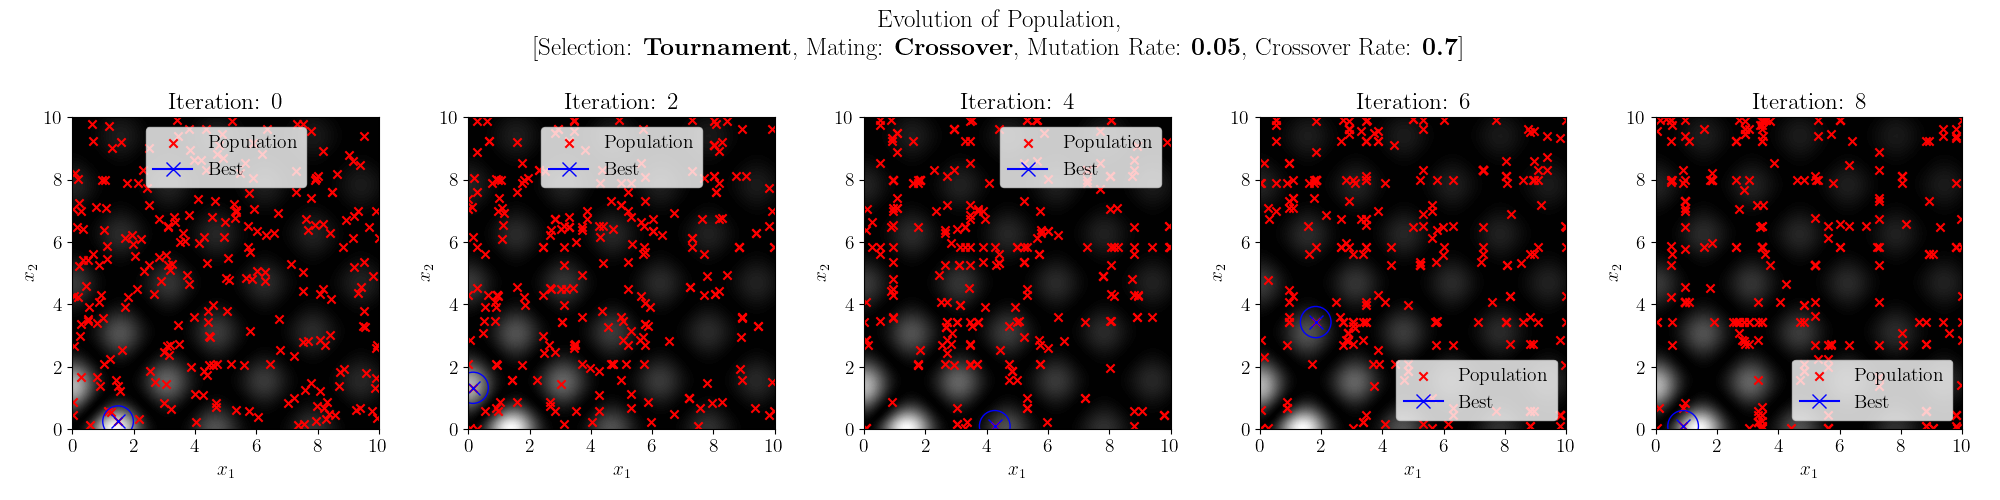 Evolution of Population,
[Selection: Tournament, Mating: Crossover, Mutation Rate: 0.05, Crossover Rate: 0.7]
Iteration: 0
10
8
6
4
2
0
x2
Population
Best
0 2 4 6 8 10
x1
Iteration: 2
10
8
6
4
2
0
x2
Population
Best
0 2 4 6 8 10
x1
Iteration: 4
10
8
6
4
2
0
x2
Population
Best
0 2 4 6 8 10
x1
Iteration: 6
10
8
6
4
2
0
x2
Population
Best
0 2 4 6 8 10
x1
Iteration: 8
10
8
6
4
2
0
x2
Population
Best
0 2 4 6 8 10
x1